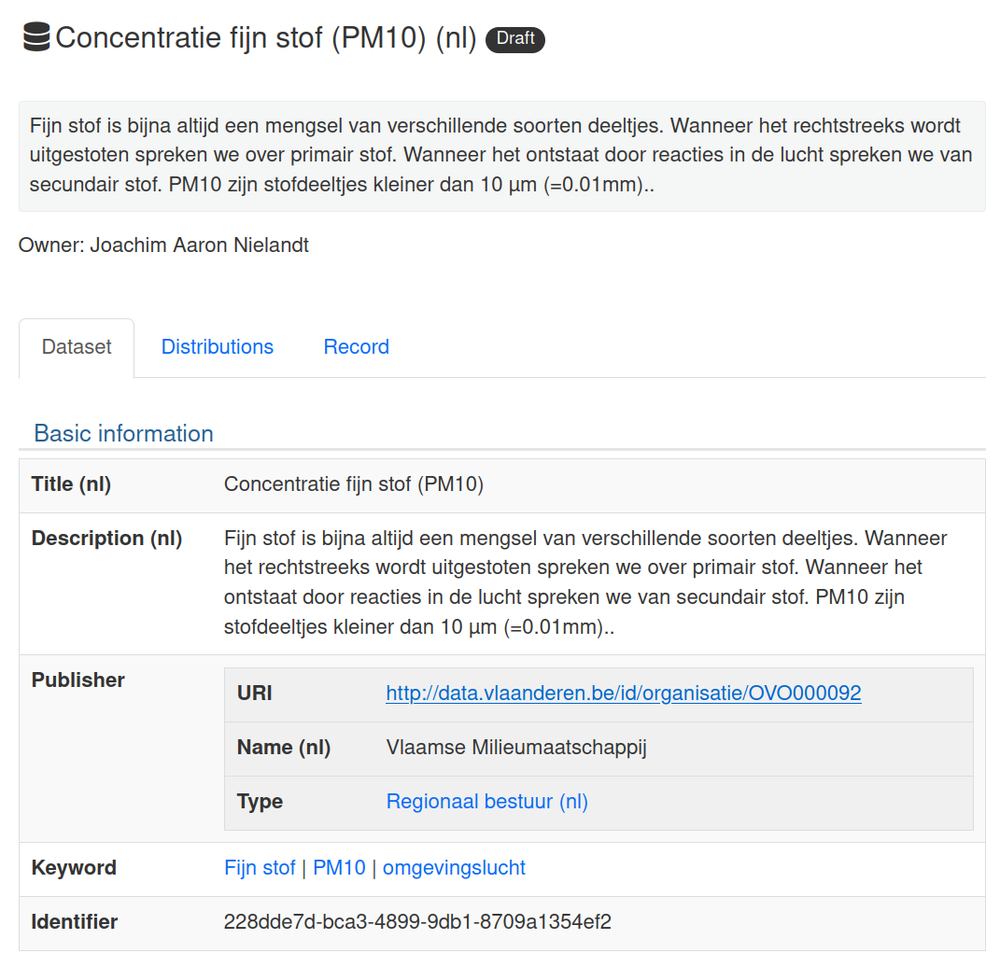 Concentratie fijn stof (PM10) (nl) Draft
Fijn stof is bijna altijd een mengsel van verschillende soorten deeltjes. Wanneer het rechtstreeks wordt
uitgestoten spreken we over primair stof. Wanneer het ontstaat door reacties in de lucht spreken we van
secundair stof. PM10 zijn stofdeeltjes kleiner dan 10 µm (=0.01mm)..
Owner: Joachim Aaron Nielandt
Dataset Distributions Record
Basic information
Title (nl) Concentratie fijn stof (PM10)
Description (nl) Fijn stof is bijna altijd een mengsel van verschillende soorten deeltjes. Wanneer
het rechtstreeks wordt uitgestoten spreken we over primair stof. Wanneer het
ontstaat door reacties in de lucht spreken we van secundair stof. PM10 zijn
stofdeeltjes kleiner dan 10 µm (=0.01mm)..
Publisher URI http://data.vlaanderen.be/id/organisatie/OVO000092
Name (nl) Vlaamse Milieumaatschappij
Type Regionaal bestuur (nl)
Keyword Fijn stof | PM10 | omgevingslucht
Identifier 228dde7d-bca3-4899-9db1-8709a1354ef2